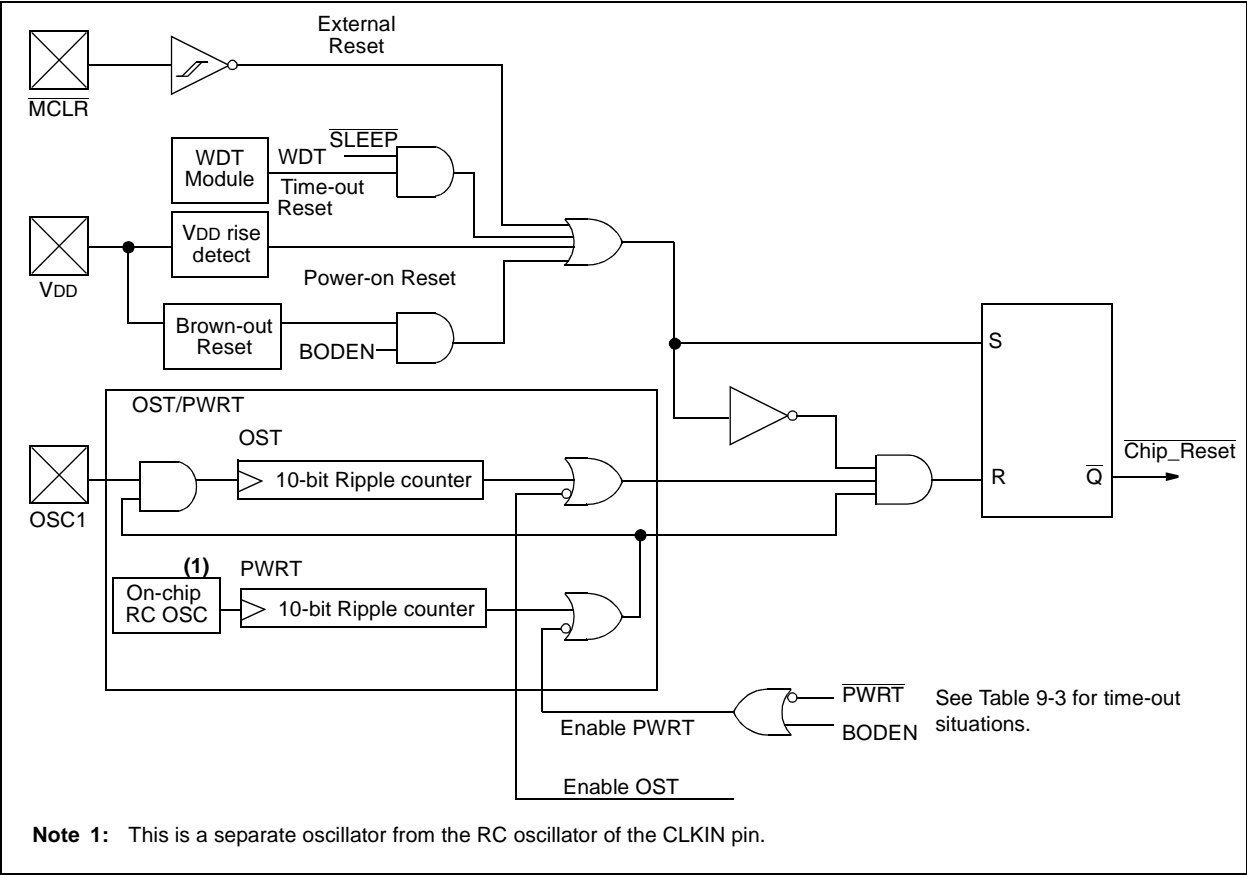 External
Reset
MCLR
SLEEP
WDT
Module
WDT
Time-out
Reset
VDD rise
detect
VDD
Power-on Reset
Brown-out
Reset
BODEN
S
OST/PWRT
OST
10-bit Ripple counter
OSC1
R
Q
Chip_Reset
(1)
PWRT
On-chip
RC OSC
10-bit Ripple counter
PWRT
BODEN
See Table 9-3 for time-out
situations.
Enable PWRT
Enable OST
Note 1: This is a separate oscillator from the RC oscillator of the CLKIN pin.